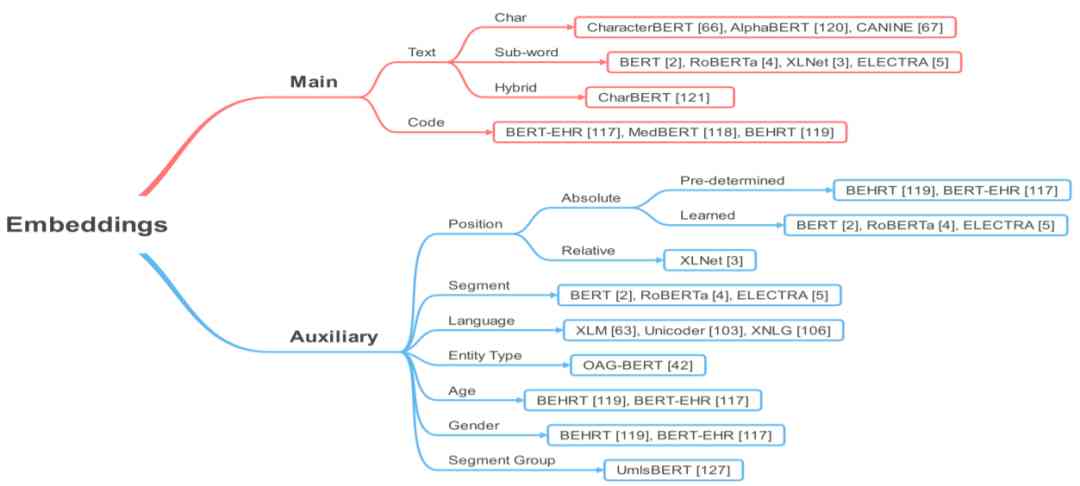 Char
CharacterBERT [66], AlphaBERT [120], CANINE [67]
Text
Sub-word
BERT [2], RoBERTa [4], XLNet [3], ELECTRA [5]
Main
Hybrid
CharBERT [121]
Code
BERT-EHR [117], MedBERT [118], BEHRT [119]
Embeddings
Pre-determined
BEHRT [119], BERT-EHR [117]
Absolute
Learned
BERT [2], RoBERTa [4], ELECTRA [5]
Position
Relative
XLNet [3]
Segment
BERT [2], RoBERTa [4], ELECTRA [5]
Language
XLM [63], Unicoder [103], XNLG [106]
Auxiliary
Entity Type
OAG-BERT [42]
Age
BEHRT [119], BERT-EHR [117]
Gender
BEHRT [119], BERT-EHR [117]
Segment Group
UmlsBERT [127]